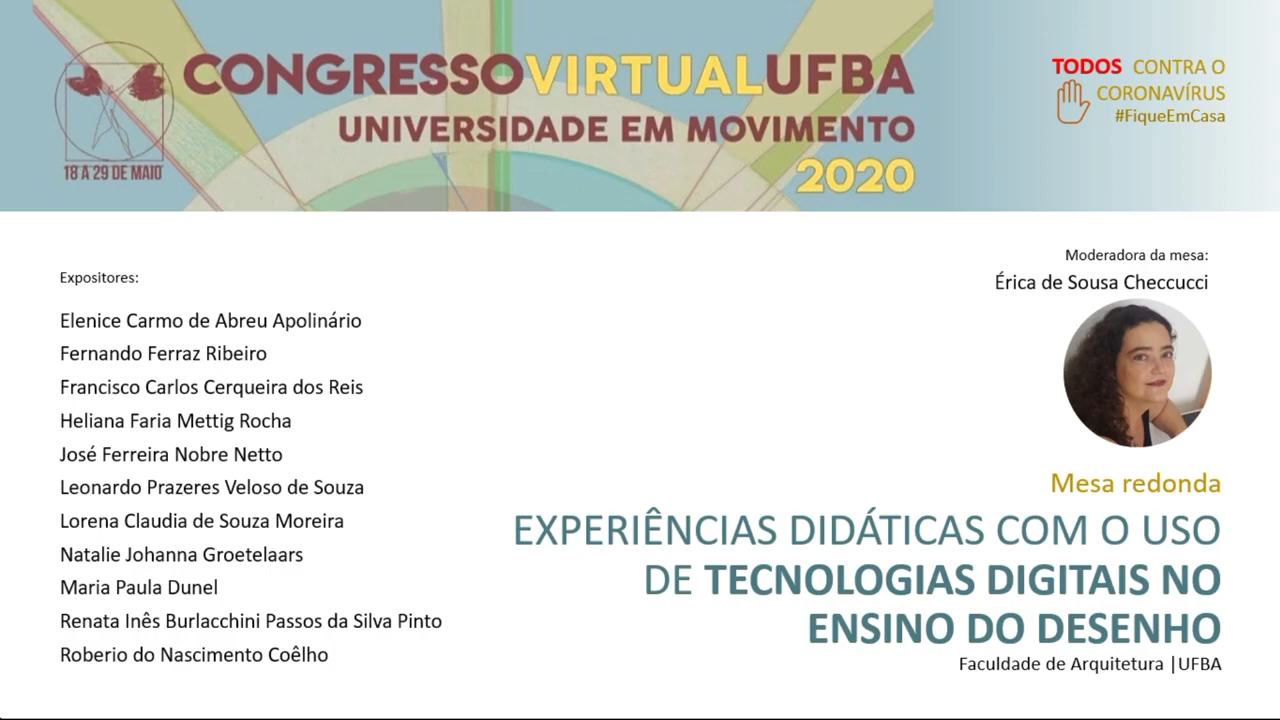 CONGRESSOVIRTUALUFBA
UNIVERSIDADE EM MOVIMENTO
2020
18 A 29 DE MAIO
TODOS CONTRA O
CORONAVÍRUS
#FiqueEmCasa
Expositores:
Elenice Carmo de Abreu Apolinário
Fernando Ferraz Ribeiro
Francisco Carlos Cerqueira dos Reis
Heliana Faria Mettig Rocha
José Ferreira Nobre Netto
Leonardo Prazeres Veloso de Souza
Lorena Claudia de Souza Moreira
Natalie Johanna Groetelaars
Maria Paula Dunel
Renata Inês Burlacchini Passos da Silva Pinto
Roberio do Nascimento Coêlho
Moderadora da mesa:
Érica de Sousa Checcucci
Mesa redonda
EXPERIÊNCIAS DIDÁTICAS COM O USO
DE TECNOLOGIAS DIGITAIS NO
ENSINO DO DESENHO
Faculdade de Arquitetura |UFBA